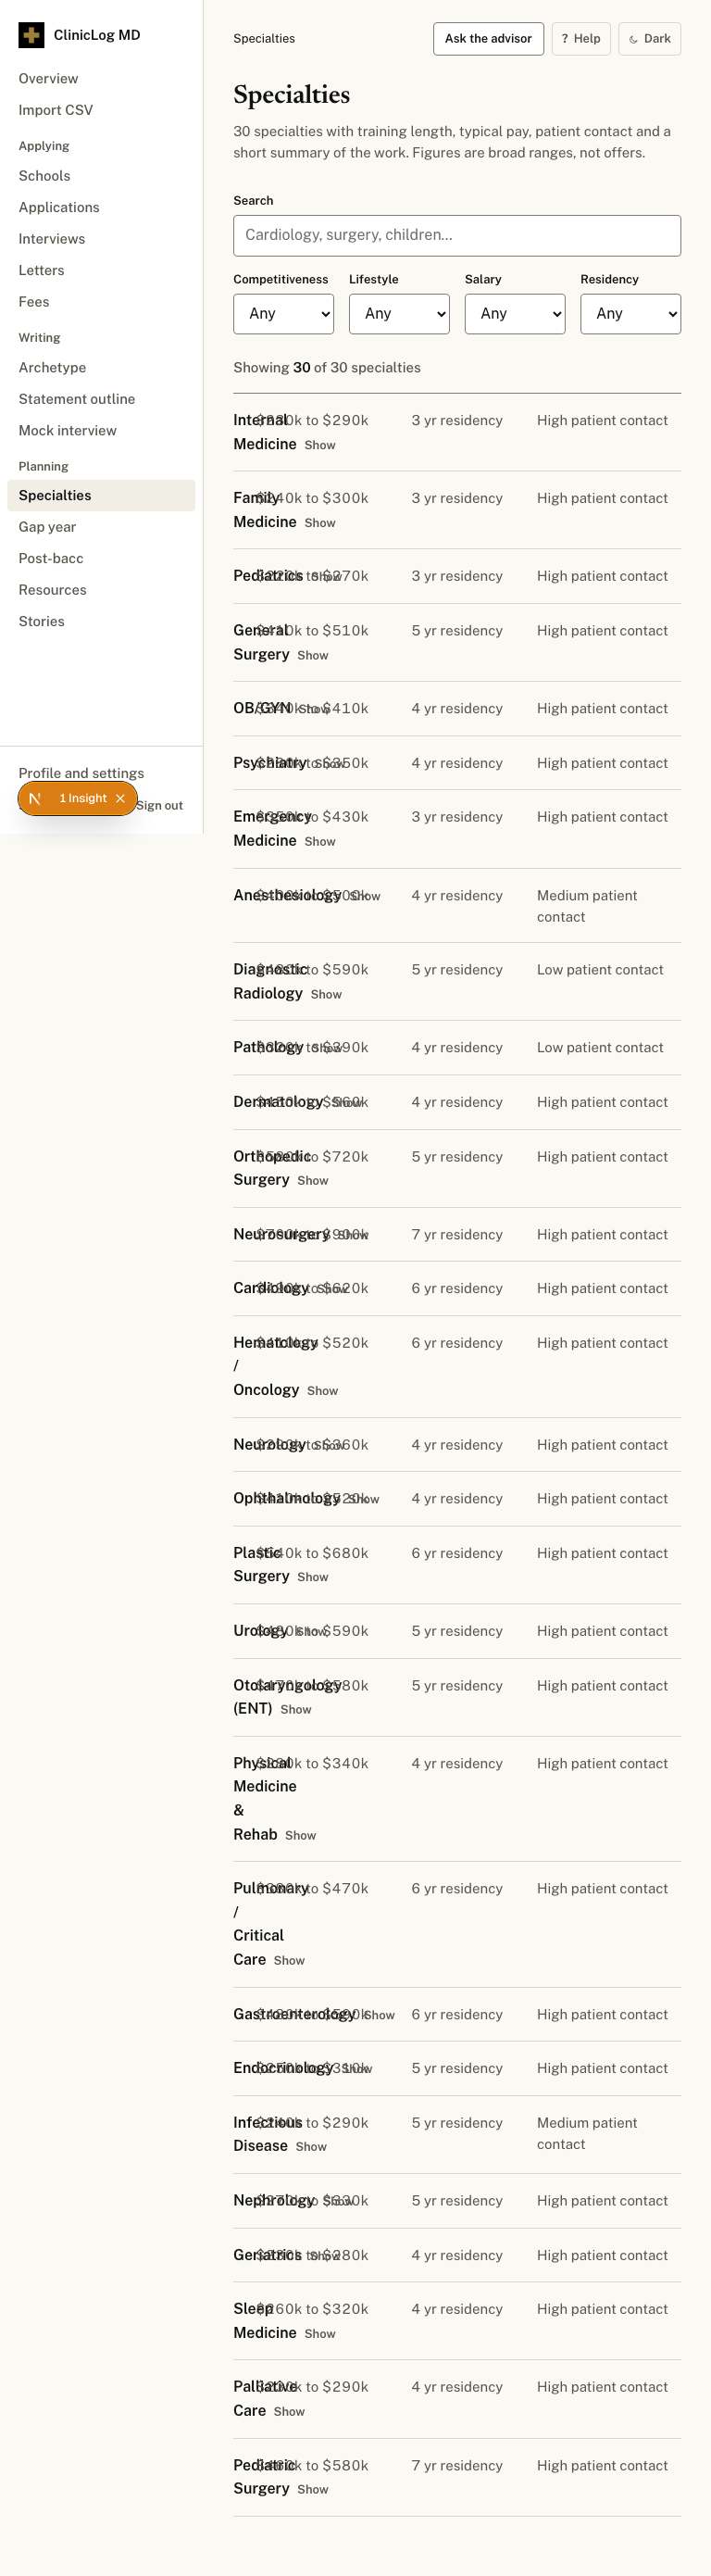 ClinicLog MD
Overview
Import CSV
Applying
Schools
Applications
Interviews
Letters
Fees
Writing
Archetype
Statement outline
Mock interview
Planning
Specialties
Gap year
Post-bacc
Resources
Stories
Profile and settings
1 Insight
Sign out
Specialties
Ask the advisor
? Help
Dark
Specialties
30 specialties with training length, typical pay, patient contact and a
short summary of the work. Figures are broad ranges, not offers.
Search
Cardiology, surgery, children...
Competitiveness Lifestyle Salary Residency
Any Any Any Any
Showing 30 of 30 specialties
Internal to $290k 3 yr residency High patient contact
Medicine Show
Family to $300k 3 yr residency High patient contact
Medicine Show
Pediatrics $270k 3 yr residency High patient contact
General to $510k 5 yr residency High patient contact
Surgery Show
OB/GYN $410k 4 yr residency High patient contact
Psychiatry $350k 4 yr residency High patient contact
Emergency $430k 3 yr residency High patient contact
Medicine Show
Anesthesiology Show 4 yr residency Medium patient
contact
Diagnostic to $590k 5 yr residency Low patient contact
Radiology Show
Pathology $390k 4 yr residency Low patient contact
Dermatology 4 yr residency High patient contact
Orthopedic to $720k 5 yr residency High patient contact
Surgery Show
Neurosurgery 7 yr residency High patient contact
Cardiology $620k 6 yr residency High patient contact
Hematology $520k 6 yr residency High patient contact
/
Oncology Show
Neurology $360k 4 yr residency High patient contact
Ophthalmology Show 4 yr residency High patient contact
Plastic to $680k 6 yr residency High patient contact
Surgery Show
Urology $590k 5 yr residency High patient contact
Otolaryngology 5 yr residency High patient contact
(ENT) Show
Physical to $340k 4 yr residency High patient contact
Medicine
&
Rehab Show
Pulmonary to $470k 6 yr residency High patient contact
/
Critical
Care Show
Gastroenterology Show 6 yr residency High patient contact
Endocrinology Show 5 yr residency High patient contact
Infectious to $290k 5 yr residency Medium patient
Disease Show contact
Nephrology 5 yr residency High patient contact
Geriatrics $280k 4 yr residency High patient contact
Sleep to $320k 4 yr residency High patient contact
Medicine Show
Palliative to $290k 4 yr residency High patient contact
Care Show
Pediatric to $580k 7 yr residency High patient contact
Surgery Show